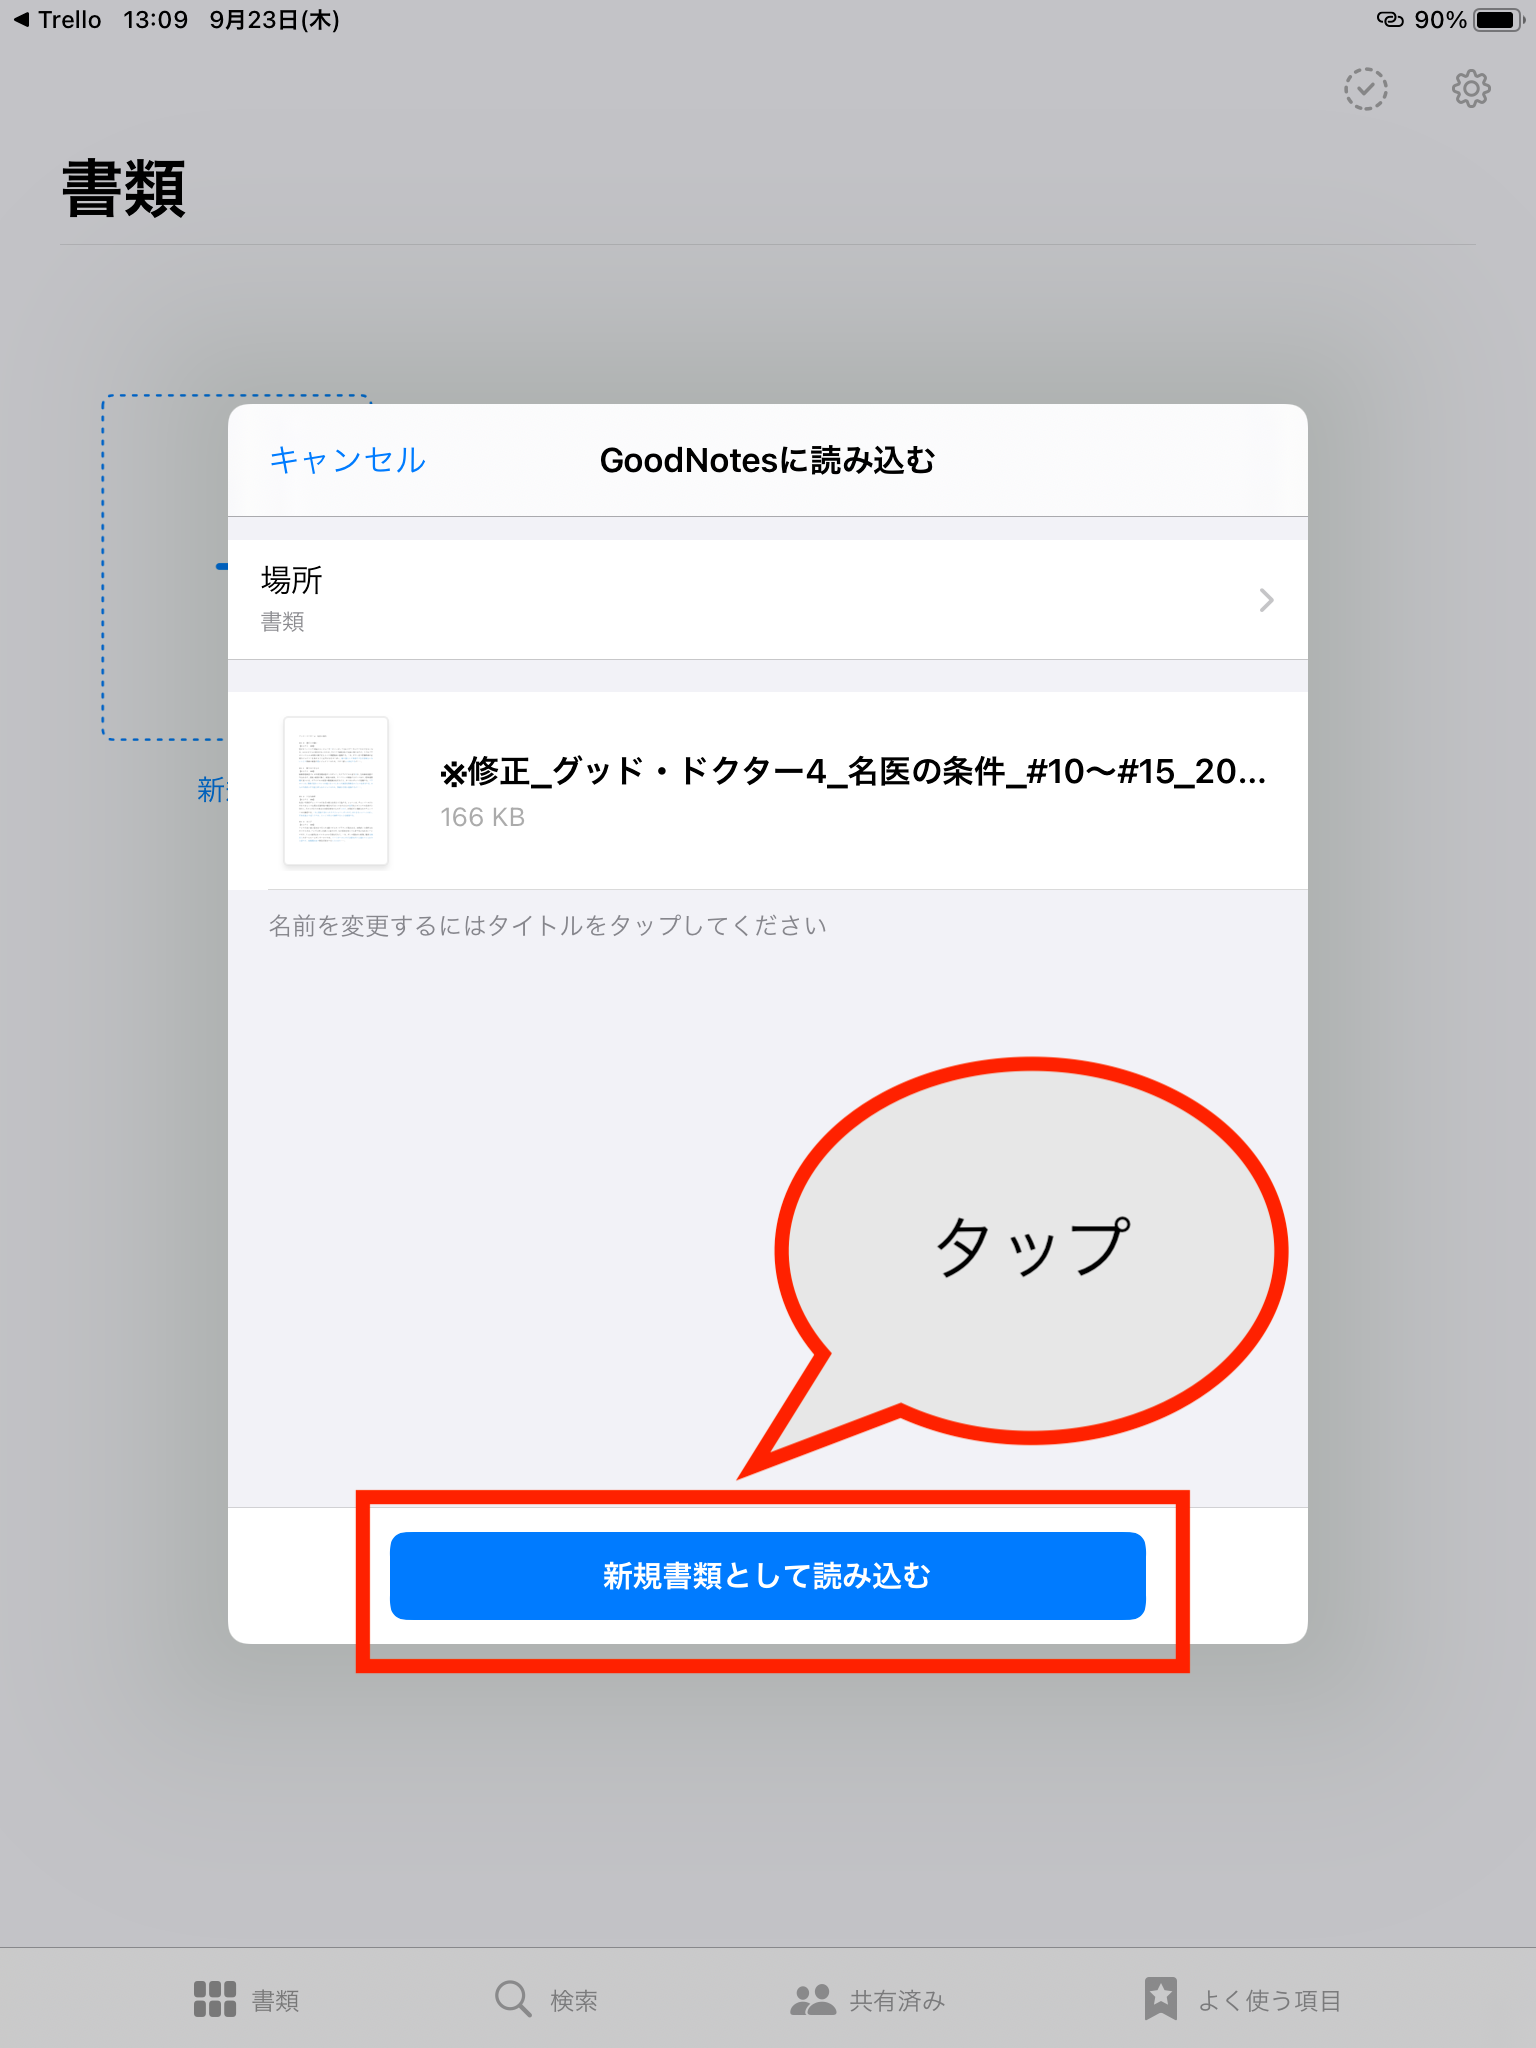 Trello 13:09 9月23日(木) 90%
書類
キャンセル GoodNotesに読み込む
場所
書類
※修正_グッド・ドクター4_名医の条件_#10〜#15_20...
166 KB
新
名前を変更するにはタイトルをタップしてください
タップ
新規書類として読み込む
書類 検索 共有済み よく使う項目